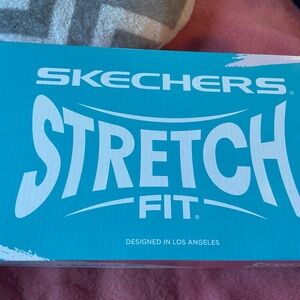 SKECHERS®
STRETCH
FIT®
DESIGNED IN LOS ANGELES